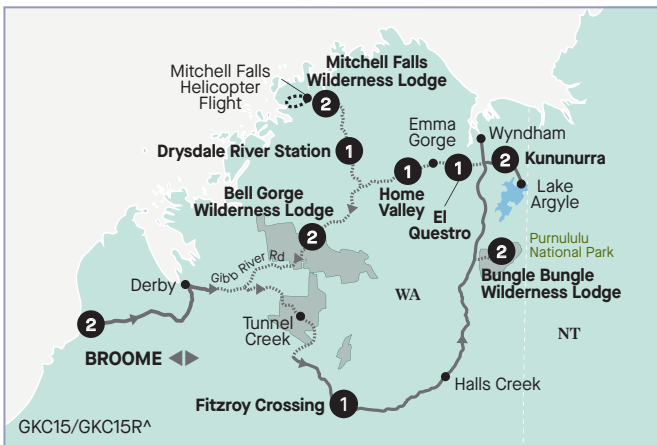 Mitchell Falls
Helicopter
Flight
Mitchell Falls
Wilderness Lodge
2
Drysdale River Station
1
Emma
Gorge
Wyndham
1
1
2
Kununurra
Home
Valley
El
Questro
Lake
Argyle
Bell Gorge
Wilderness Lodge
2
Gibb River Rd
Purnululu
National Park
2
Bungle Bungle
Wilderness Lodge
Derby
WA
NT
Tunnel
Creek
2
BROOME
Halls Creek
Fitzroy Crossing
1
GKC15/GKC15R^